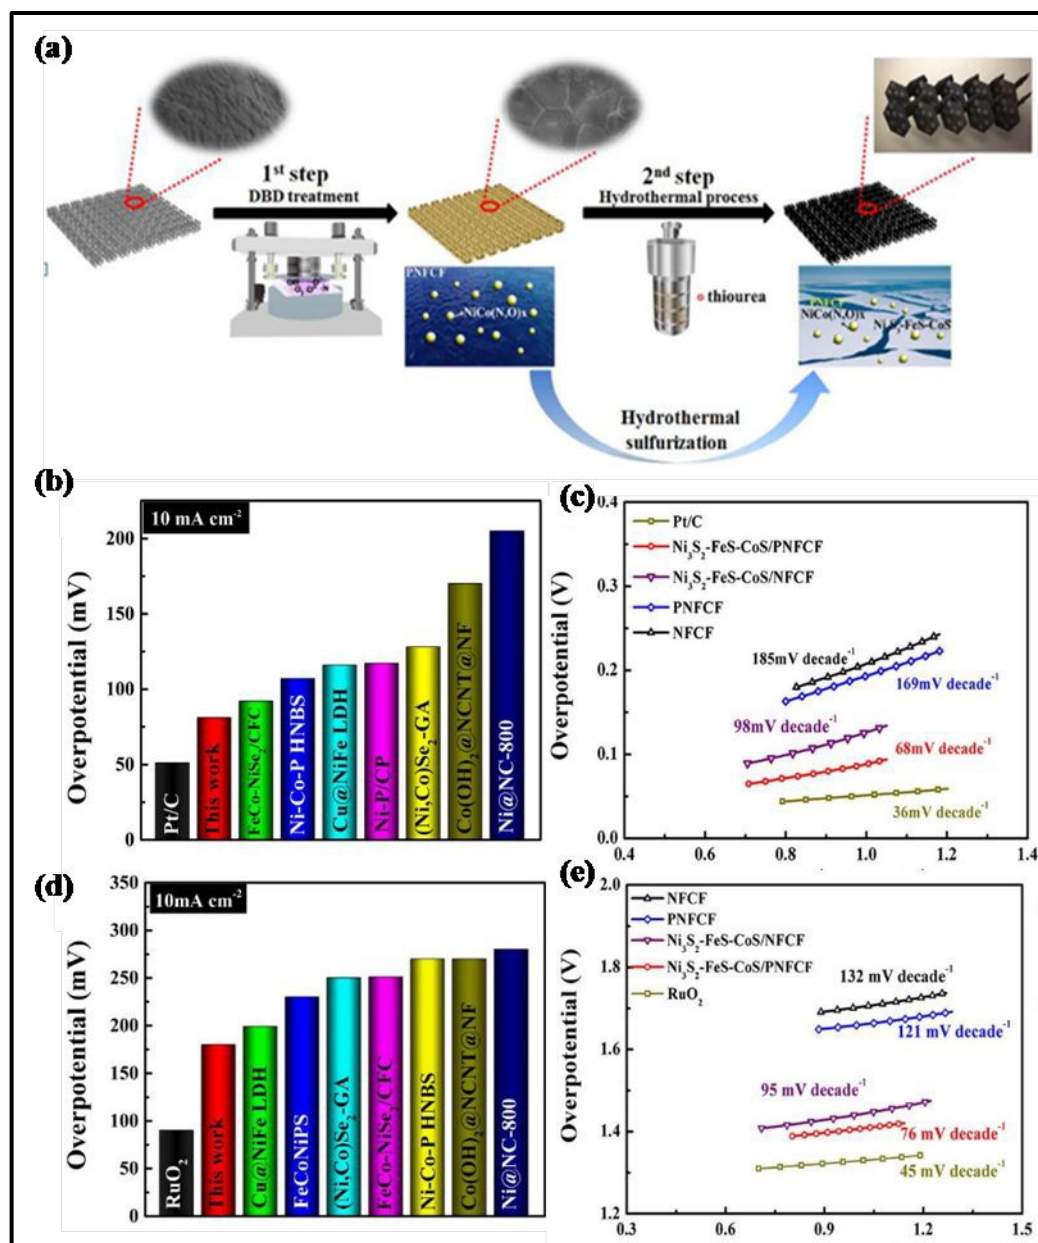 (a)
1st step
DBD treatment
2nd step
Hydrothermal process
PNFCF
NiCo(N,O)x
thiourea
PNFCF
NiCo(N,O)x
Ni3S2-FeS-CoS
Hydrothermal
sulfurization
(b)
10 mA cm-2
Overpotential (mV)
200
150
100
50
0
Pt/C
This work
FeCo-NiSe2/CFC
Ni-Co-P HNBS
Cu@NiFe LDH
Ni-P/CP
(Ni,Co)Se2-GA
Co(OH)2@NCNT@NF
Ni@NC-800
(c)
Overpotential (V)
0.4
0.3
0.2
0.1
0.0
Pt/C
Ni3S2-FeS-CoS/PNFCF
Ni3S2-FeS-CoS/NFCF
PNFCF
NFCF
185mV decade-1
169mV decade-1
98mV decade-1
68mV decade-1
36mV decade-1
0.4 0.6 0.8 1.0 1.2 1.4
(d)
10mA cm-2
Overpotential (mV)
350
300
250
200
150
100
50
0
RuO2
This work
Cu@NiFe LDH
FeCoNiPS
(Ni,Co)Se2-GA
FeCo-NiSe2/CFC
Ni-Co-P HNBS
Co(OH)2@NCNT@NF
Ni@NC-800
(e)
Overpotential (V)
2.0
1.8
1.6
1.4
1.2
NFCF
PNFCF
Ni3S2-FeS-CoS/NFCF
Ni3S2-FeS-CoS/PNFCF
RuO2
132 mV decade-1
121 mV decade-1
95 mV decade-1
76 mV decade-1
45 mV decade-1
0.3 0.6 0.9 1.2 1.5